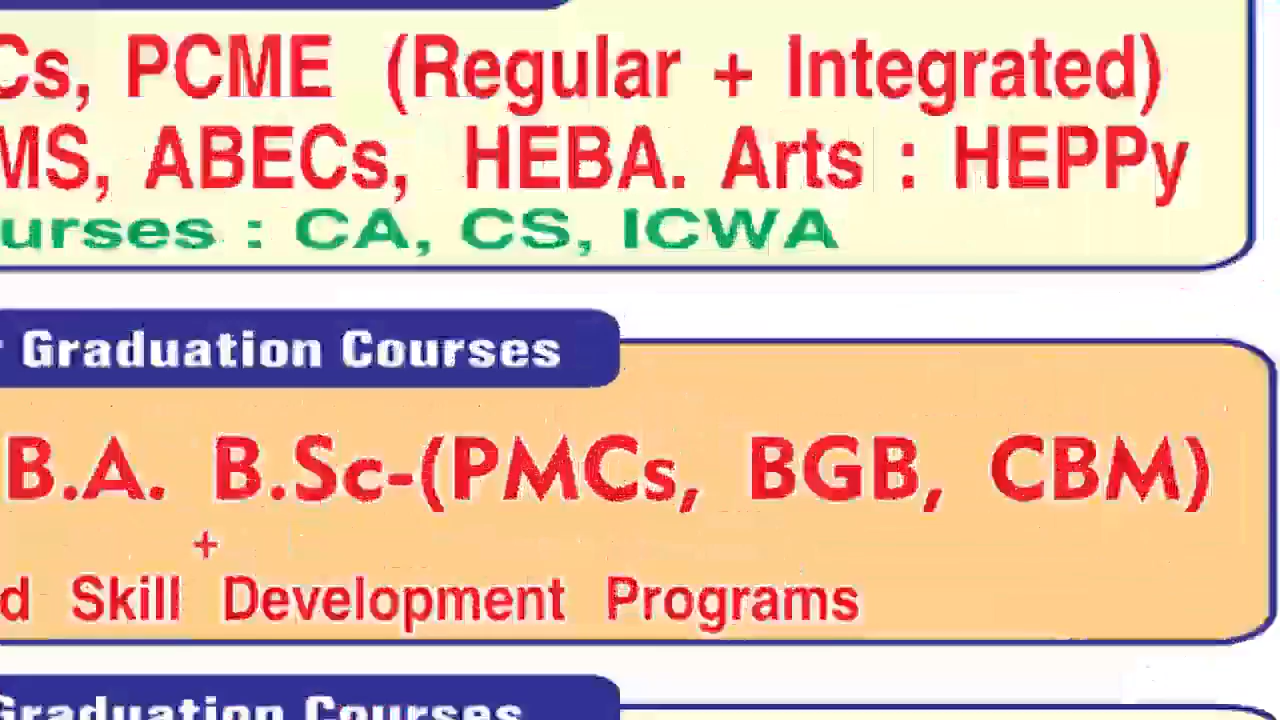 Cs, PCME (Regular + Integrated)
MS, ABECs, HEBA. Arts : HEPPy
urses : CA, CS, ICWA
Graduation Courses
B.A. B.Sc-(PMCs, BGB, CBM)
+
d Skill Development Programs
Graduation Courses